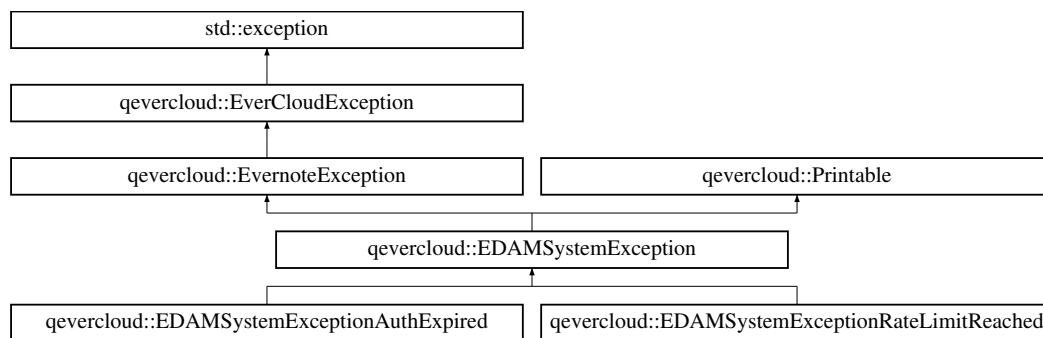 std::exception
qevercloud::EverCloudException
qevercloud::EvernoteException
qevercloud::Printable
qevercloud::EDAMSystemException
qevercloud::EDAMSystemExceptionAuthExpired
qevercloud::EDAMSystemExceptionRateLimitReached